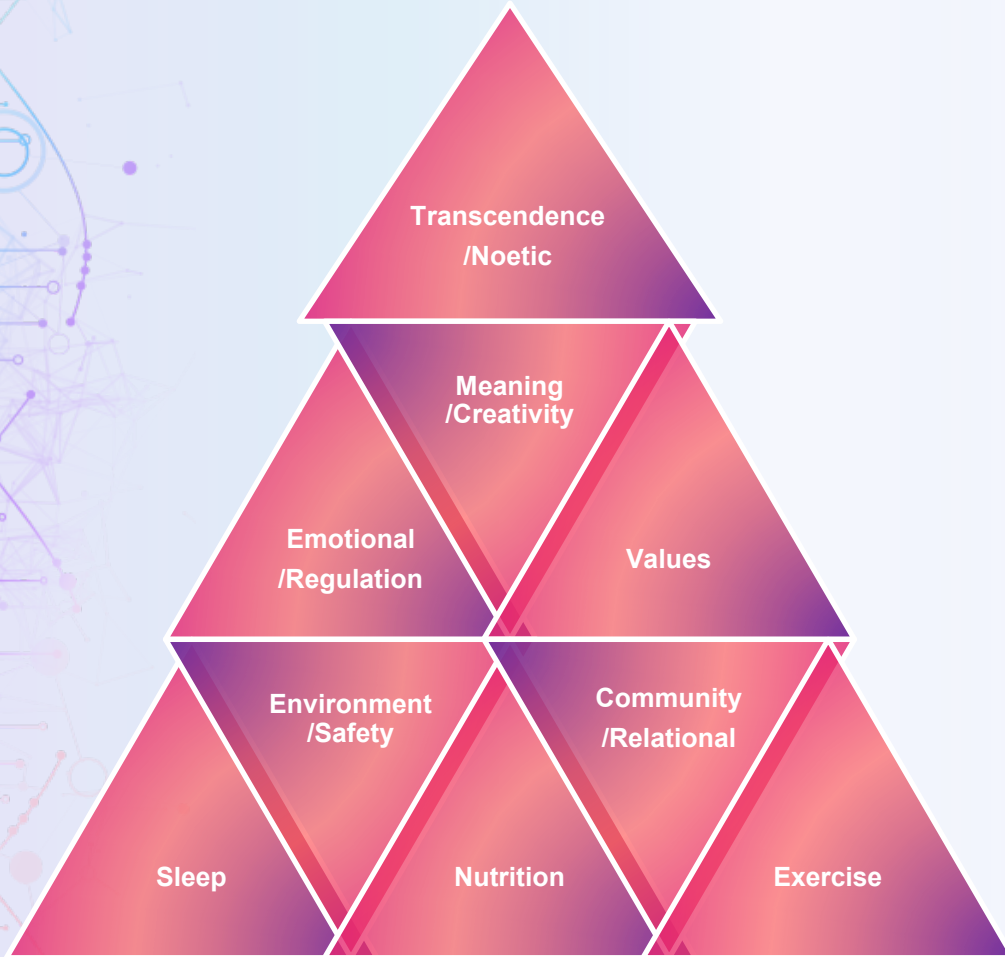 Transcendence
/Noetic
Meaning
/Creativity
Emotional
/Regulation
Values
Environment
/Safety
Community
/Relational
Sleep
Nutrition
Exercise